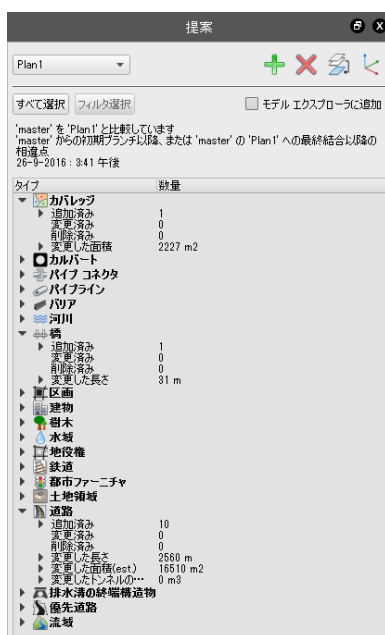 提案
Plan1
すべて選択 フィルタ選択 モデル エクスプローラに追加
'master' を 'Plan1' と比較しています
'master' からの初期ブランチ以降、または 'master' の 'Plan1' への最終結合以降の
相違点
26-9-2016 : 3:41 午後
タイプ 数量
カバレッジ
追加済み 1
変更済み 0
削除済み 0
変更した面積 2227 m2
カルバート
パイプ コネクタ
パイプライン
バリア
河川
橋
追加済み 1
変更済み 0
削除済み 0
変更した長さ 31 m
区画
建物
樹木
水域
地役権
鉄道
都市ファーニチャ
土地領域
道路
追加済み 10
変更済み 0
削除済み 0
変更した長さ 2560 m
変更した面積(est.) 16510 m2
変更したトンネルの… 0 m3
排水溝の終端構造物
優先道路
流域